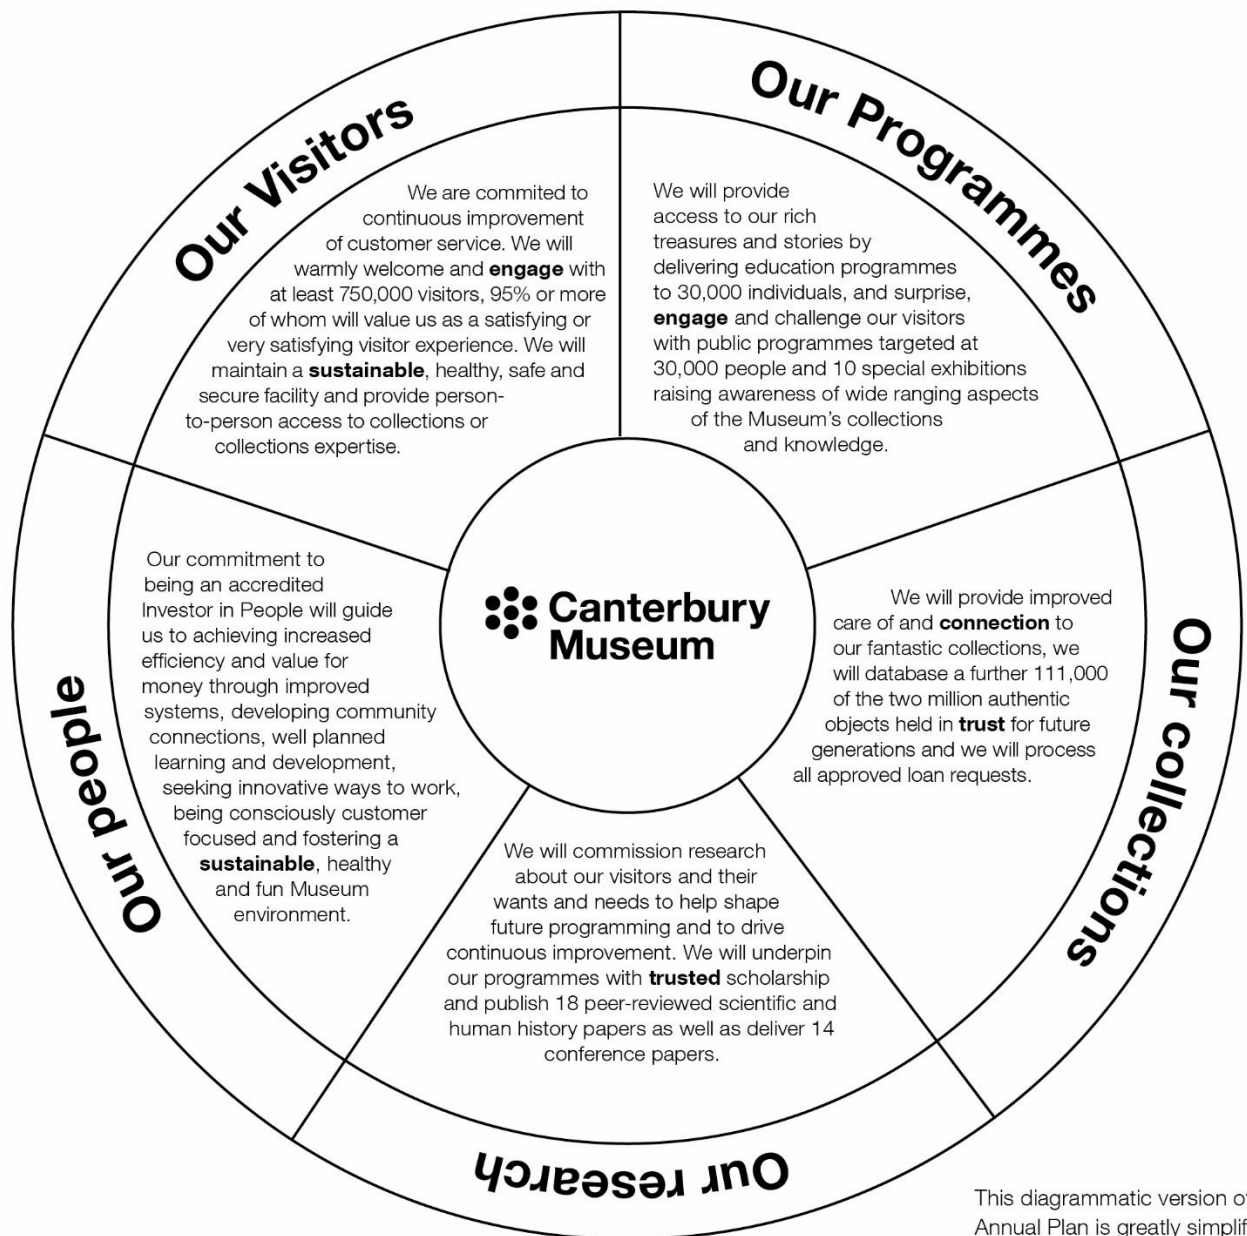 Our Visitors
We are commited to
continuous improvement
of customer service. We will
warmly welcome and engage with
at least 750,000 visitors, 95% or more
of whom will value us as a satisfying or
very satisfying visitor experience. We will
maintain a sustainable, healthy, safe and
secure facility and provide person-
to-person access to collections or
collections expertise.
Our Programmes
We will provide
access to our rich
treasures and stories by
delivering education programmes
to 30,000 individuals, and surprise,
engage and challenge our visitors
with public programmes targeted at
30,000 people and 10 special exhibitions
raising awareness of wide ranging aspects
of the Museum's collections
and knowledge.
Our collections
We will provide improved
care of and connection to
our fantastic collections, we
will database a further 111,000
of the two million authentic
objects held in trust for future
generations and we will process
all approved loan requests.
Our research
We will commission research
about our visitors and their
wants and needs to help shape
future programming and to drive
continuous improvement. We will underpin
our programmes with trusted scholarship
and publish 18 peer-reviewed scientific and
human history papers as well as deliver 14
conference papers.
Our people
Our commitment to
being an accredited
Investor in People will guide
us to achieving increased
efficiency and value for
money through improved
systems, developing community
connections, well planned
learning and development,
seeking innovative ways to work,
being consciously customer
focused and fostering a
sustainable, healthy
and fun Museum
environment.
Canterbury
Museum
This diagrammatic version
Annual Plan is greatly